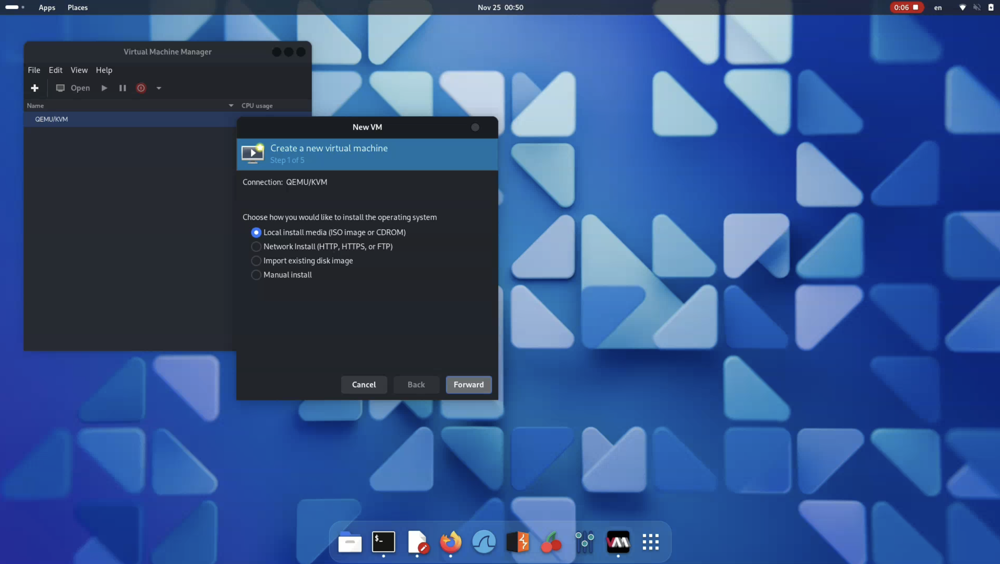 Apps Places Nov 25 00:50 0:06 en
Virtual Machine Manager
File Edit View Help
Open
Name CPU usage
QEMU/KVM
New VM
Create a new virtual machine
Step 1 of 5
Connection: QEMU/KVM
Choose how you would like to install the operating system
Local install media (ISO image or CDROM)
Network Install (HTTP, HTTPS, or FTP)
Import existing disk image
Manual install
Cancel Back Forward
$_
VM